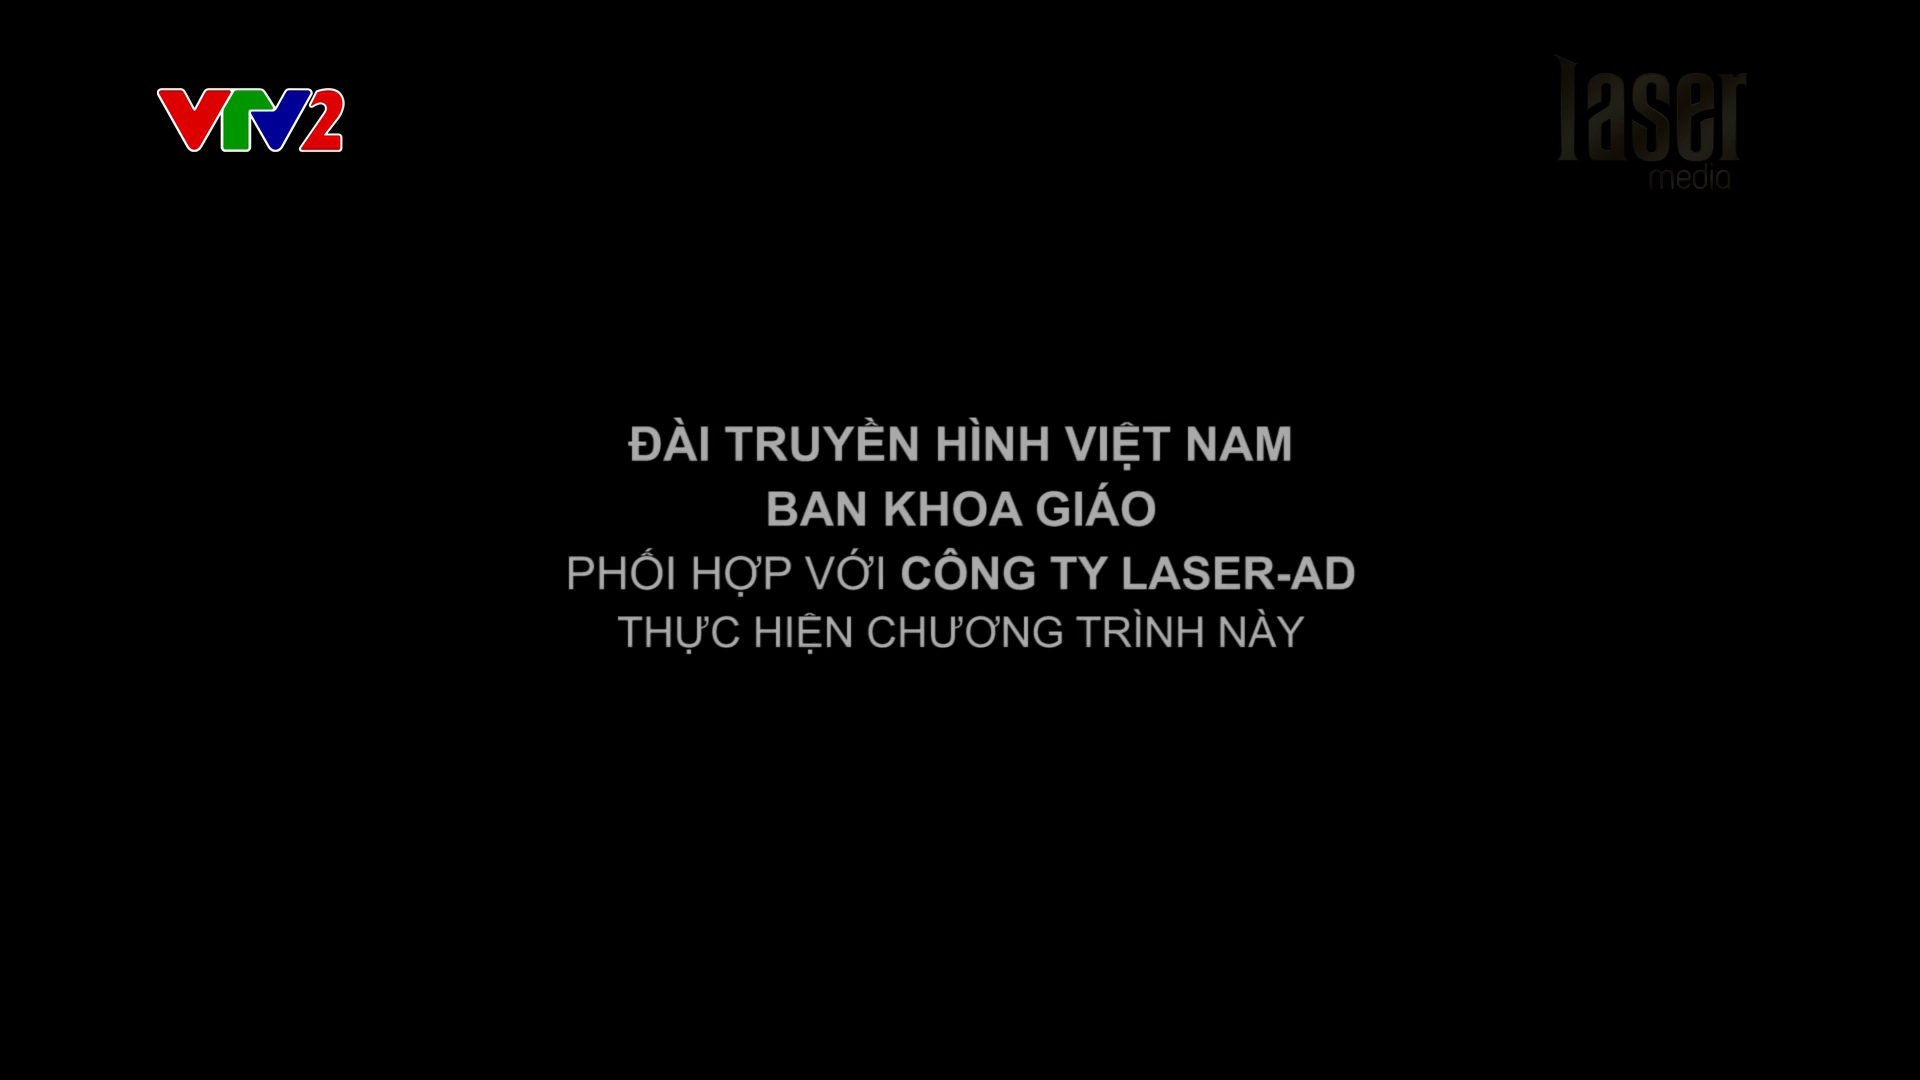 VTV2
laser
media
ĐÀI TRUYỀN HÌNH VIỆT NAM
BAN KHOA GIÁO
PHỐI HỢP VỚI CÔNG TY LASER-AD
THỰC HIỆN CHƯƠNG TRÌNH NÀY